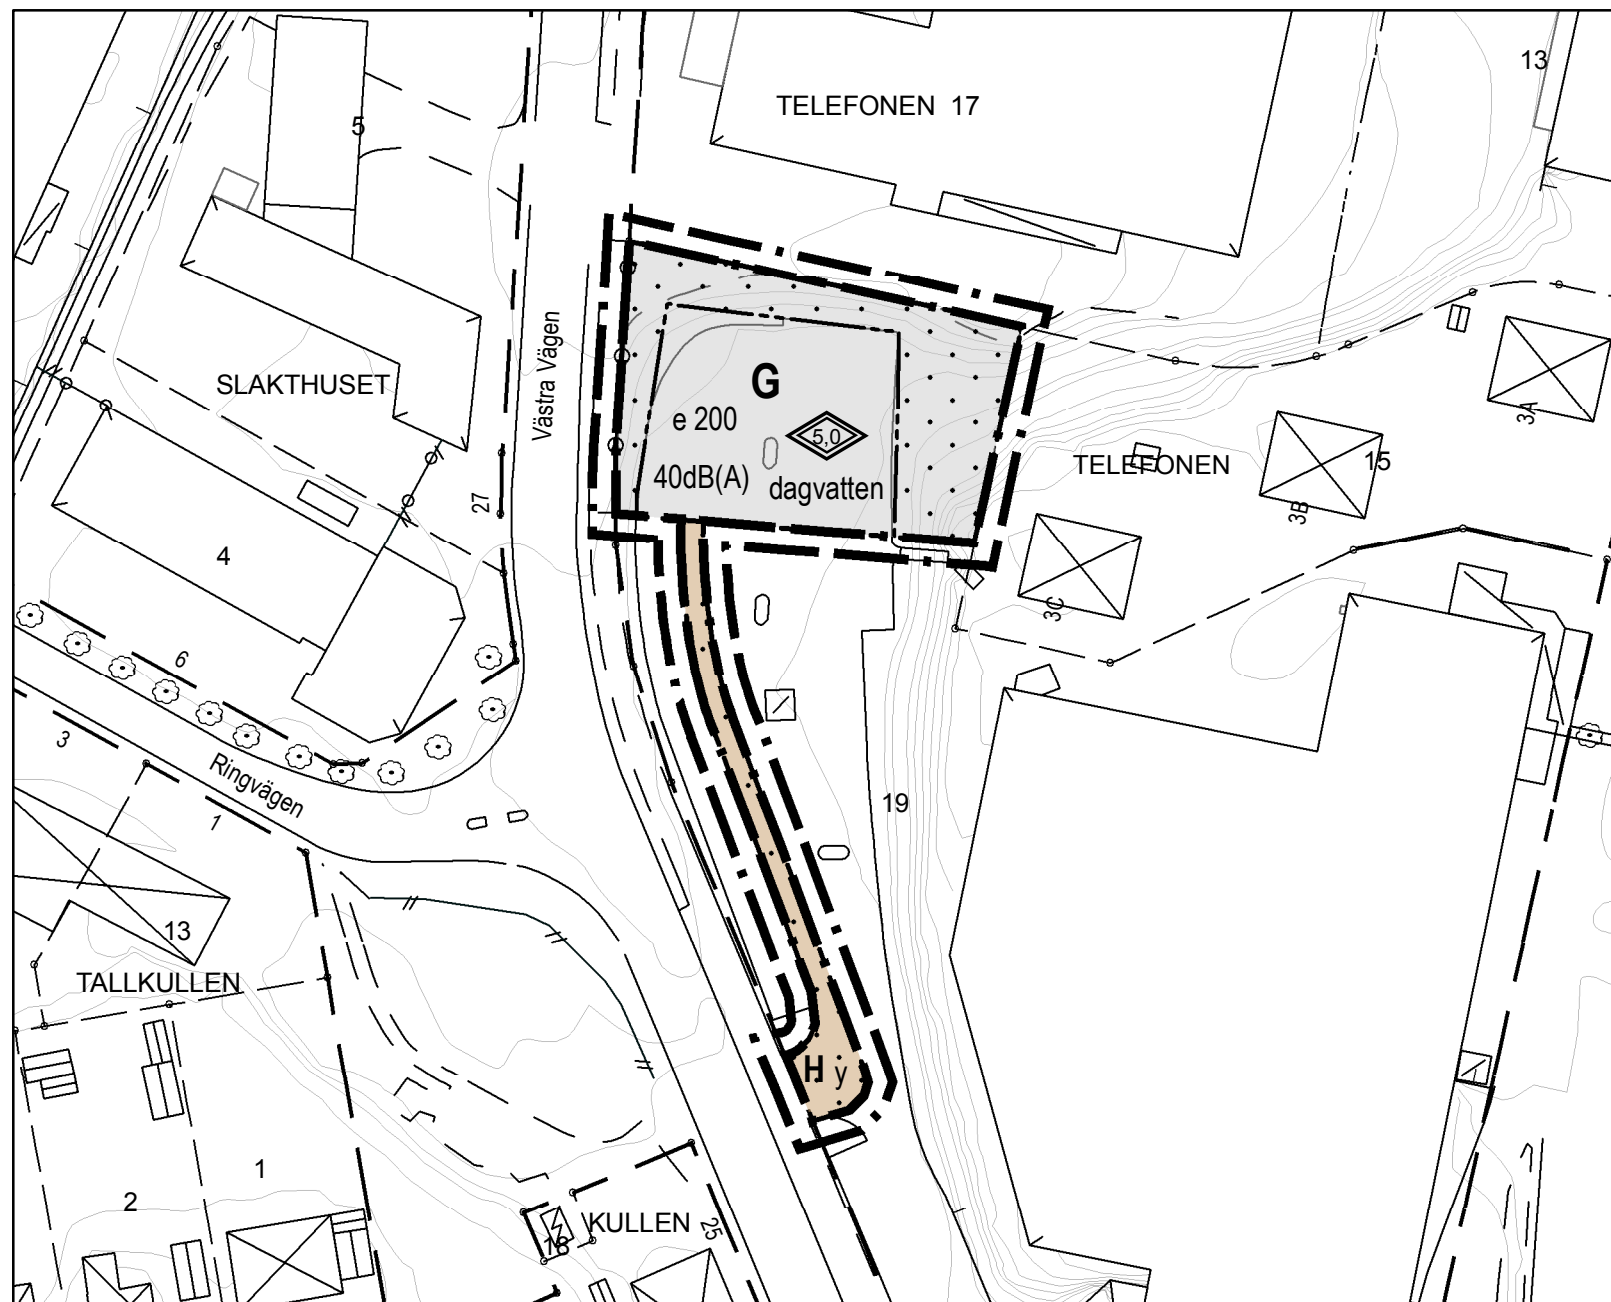 13
TELEFONEN 17
5
Västra Vägen
SLAKTHUSET
G
e 200
5,0
40dB(A)
dagvatten
3A
TELEFONEN
15
27
3B
4
3C
6
3
Ringvägen
1
19
13
TALLKULLEN
H y
1
2
KULLEN
25
18